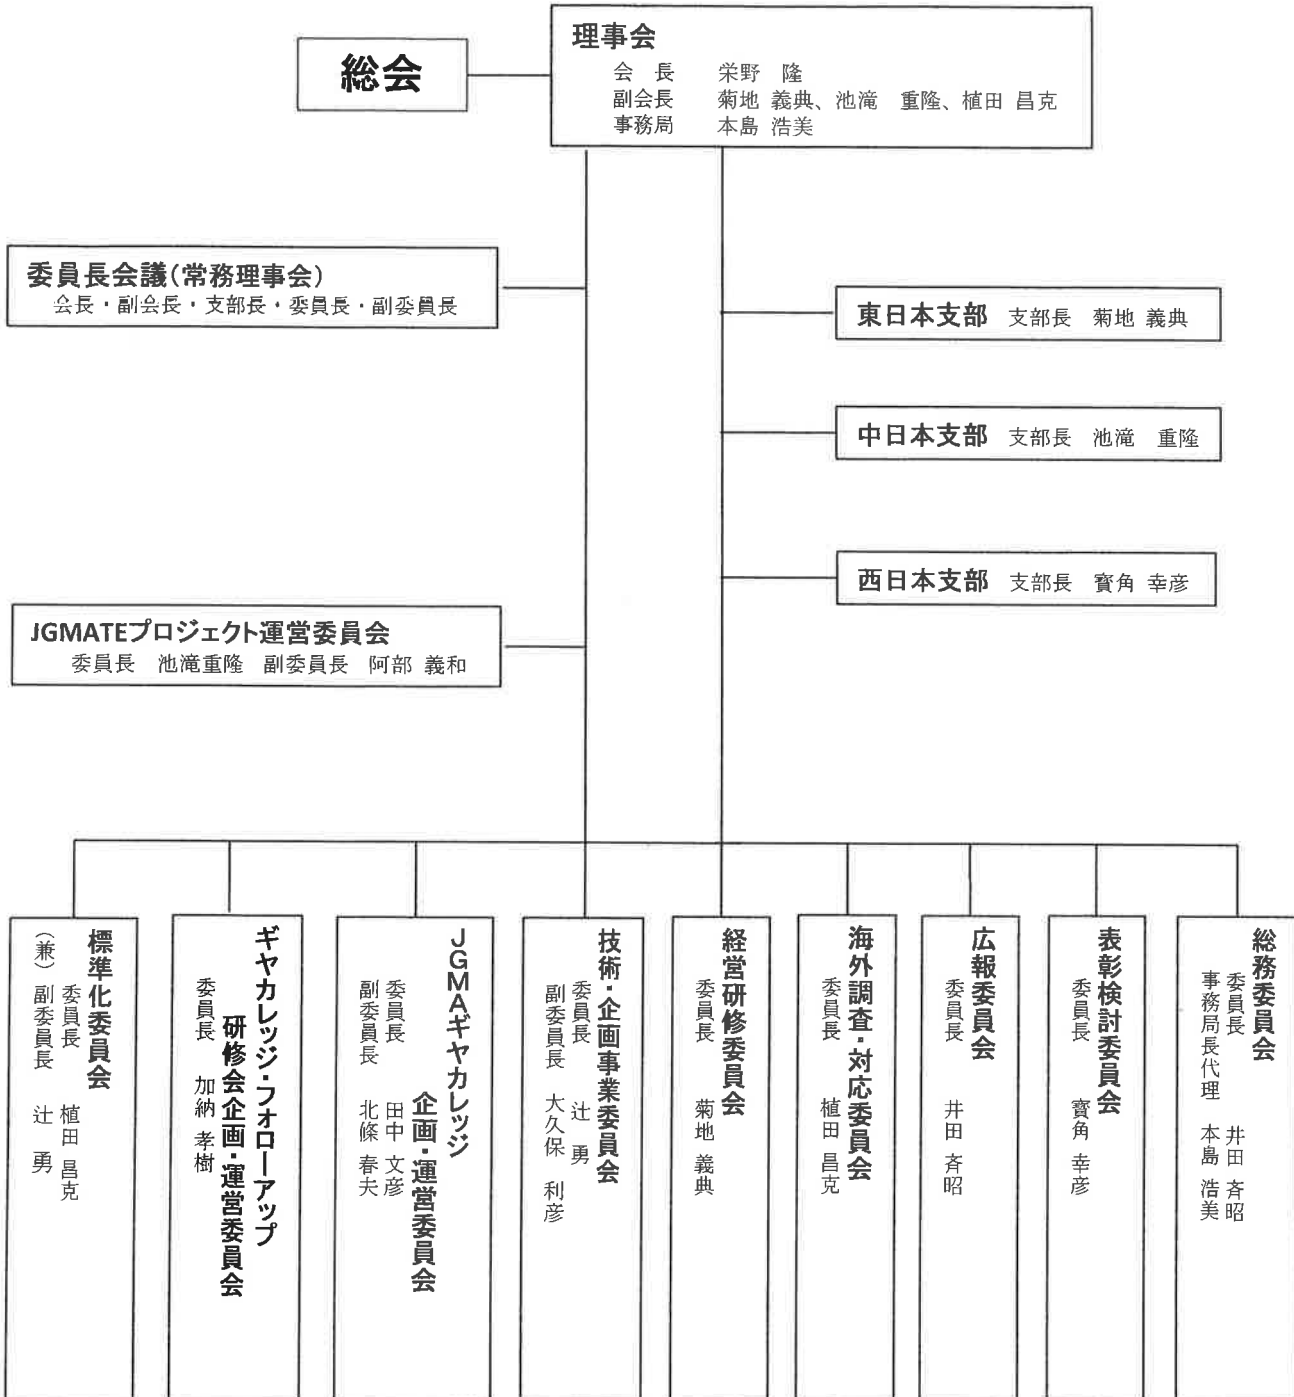 総会
理事会
会　長　　栄野　隆
副会長　　菊地 義典、池滝　重隆、植田 昌克
事務局　　本島 浩美
委員長会議（常務理事会）
会長・副会長・支部長・委員長・副委員長
東日本支部　支部長　菊地 義典
中日本支部　支部長　池滝　重隆
西日本支部　支部長　寳角 幸彦
JGMATEプロジェクト運営委員会
委員長　池滝重隆　副委員長　阿部 義和
総務委員会
委員長　　井田 斉昭
事務局長代理　本島 浩美
表彰検討委員会
委員長　　寳角 幸彦
広報委員会
委員長　　井田 斉昭
海外調査・対応委員会
委員長　　植田 昌克
経営研修委員会
委員長　　菊地 義典
技術・企画事業委員会
委員長　　辻　勇
副委員長　大久保　利彦
JGMAギヤカレッジ
企画・運営委員会
委員長　　田中 文彦
副委員長　北條 春夫
ギヤカレッジ・フォローアップ
研修会企画・運営委員会
委員長　加納 孝樹
標準化委員会
委員長　　植田 昌克
（兼）副委員長　辻　勇